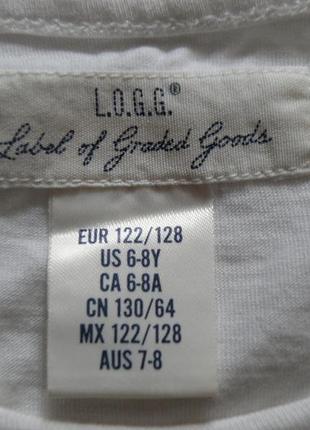 L.O.G.G.®
Label of Graded Goods
EUR 122/128
US 6-8Y
CA 6-8A
CN 130/64
MX 122/128
AUS 7-8